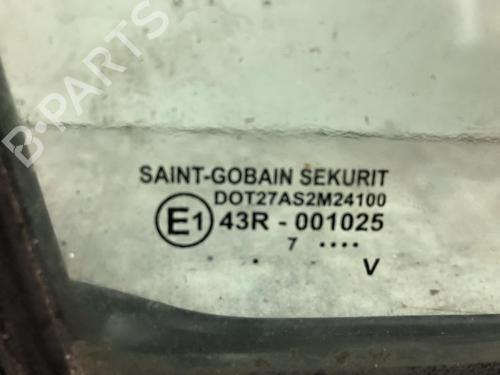 B-PARTS
SAINT-GOBAIN SEKURIT
DOT27AS2M24100
E1 43R - 001025
7 ....
. . V